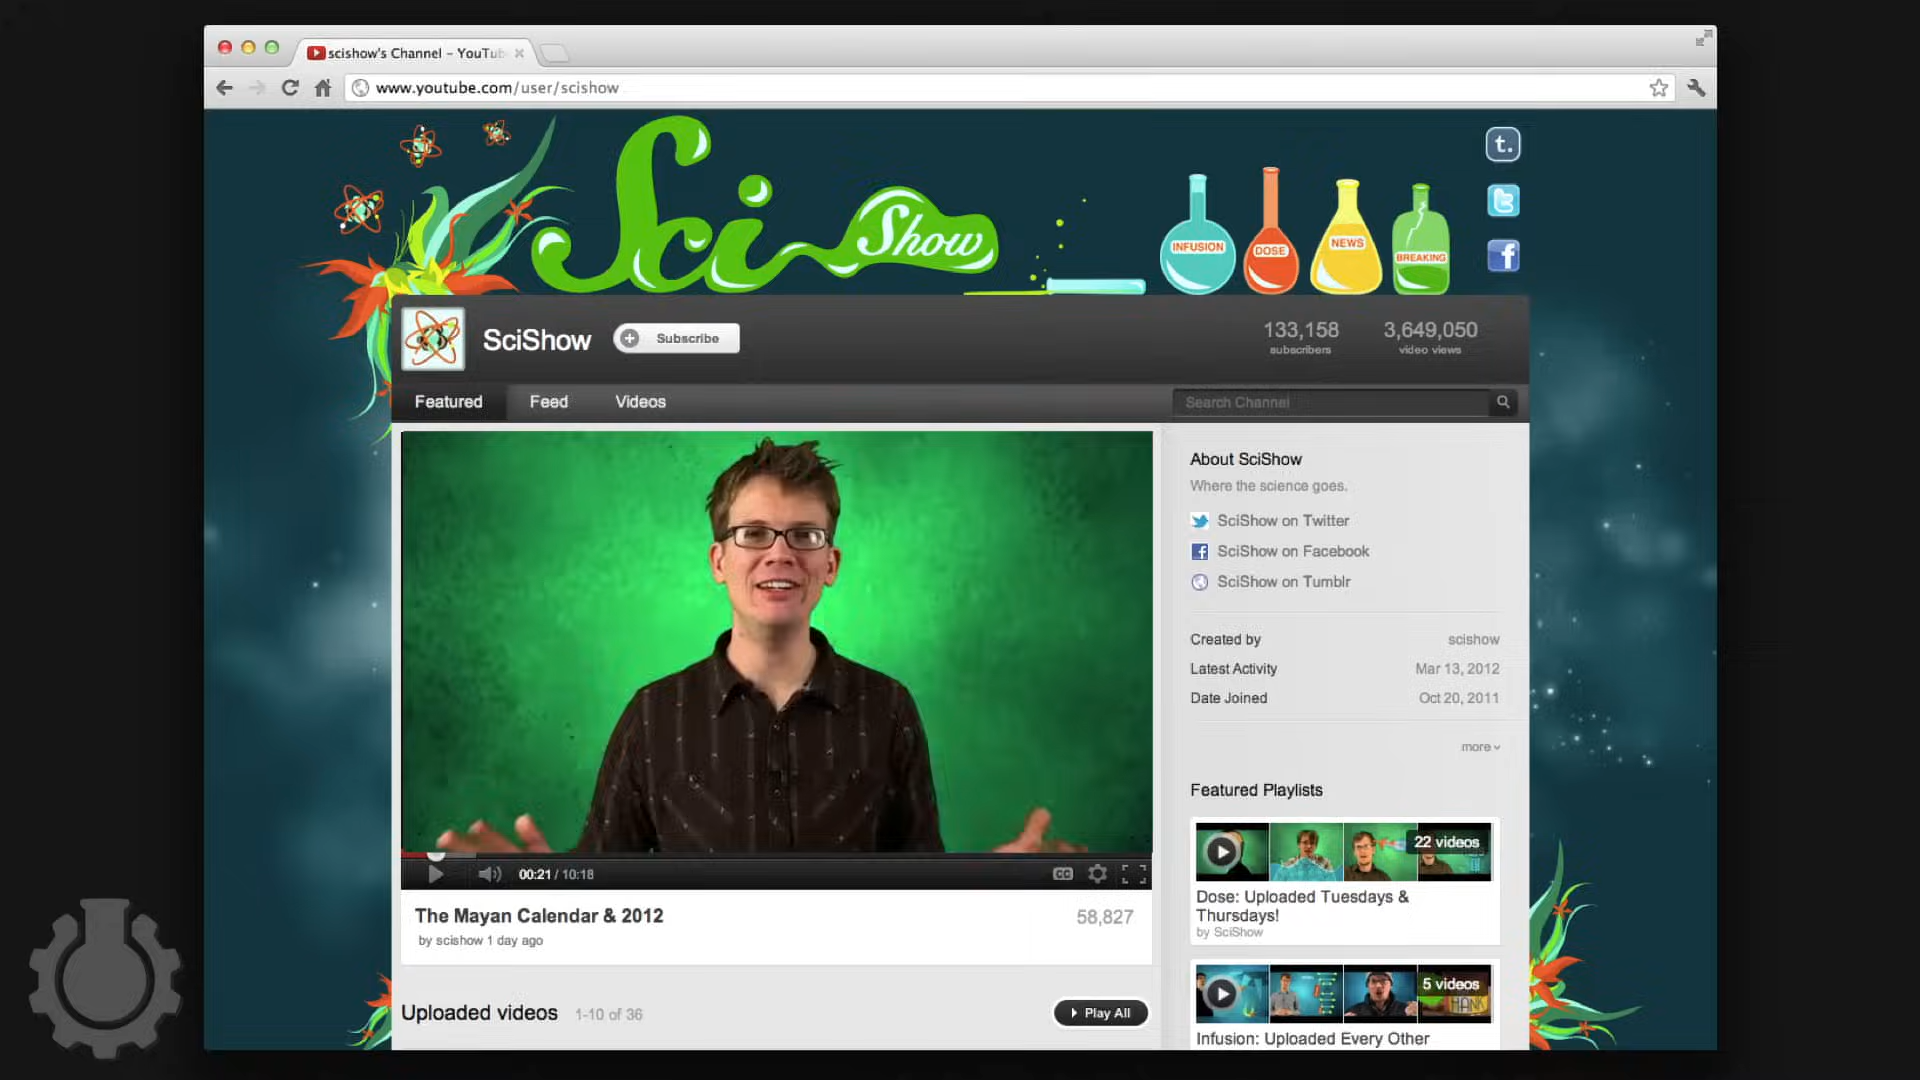 scishow's Channel – YouTub
www.youtube.com/user/scishow
Sci
Show
INFUSION
DOSE
NEWS
BREAKING
t.
SciShow
Subscribe
133,158
subscribers
3,649,050
video views
Featured
Feed
Videos
Search Channel
00:21 / 10:18
CC
The Mayan Calendar & 2012
58,827
by scishow 1 day ago
Uploaded videos
1-10 of 36
Play All
About SciShow
Where the science goes.
SciShow on Twitter
SciShow on Facebook
SciShow on Tumblr
Created by
scishow
Latest Activity
Mar 13, 2012
Date Joined
Oct 20, 2011
more
Featured Playlists
22 videos
Dose: Uploaded Tuesdays &
Thursdays!
by SciShow
5 videos
HANK
Infusion: Uploaded Every Other